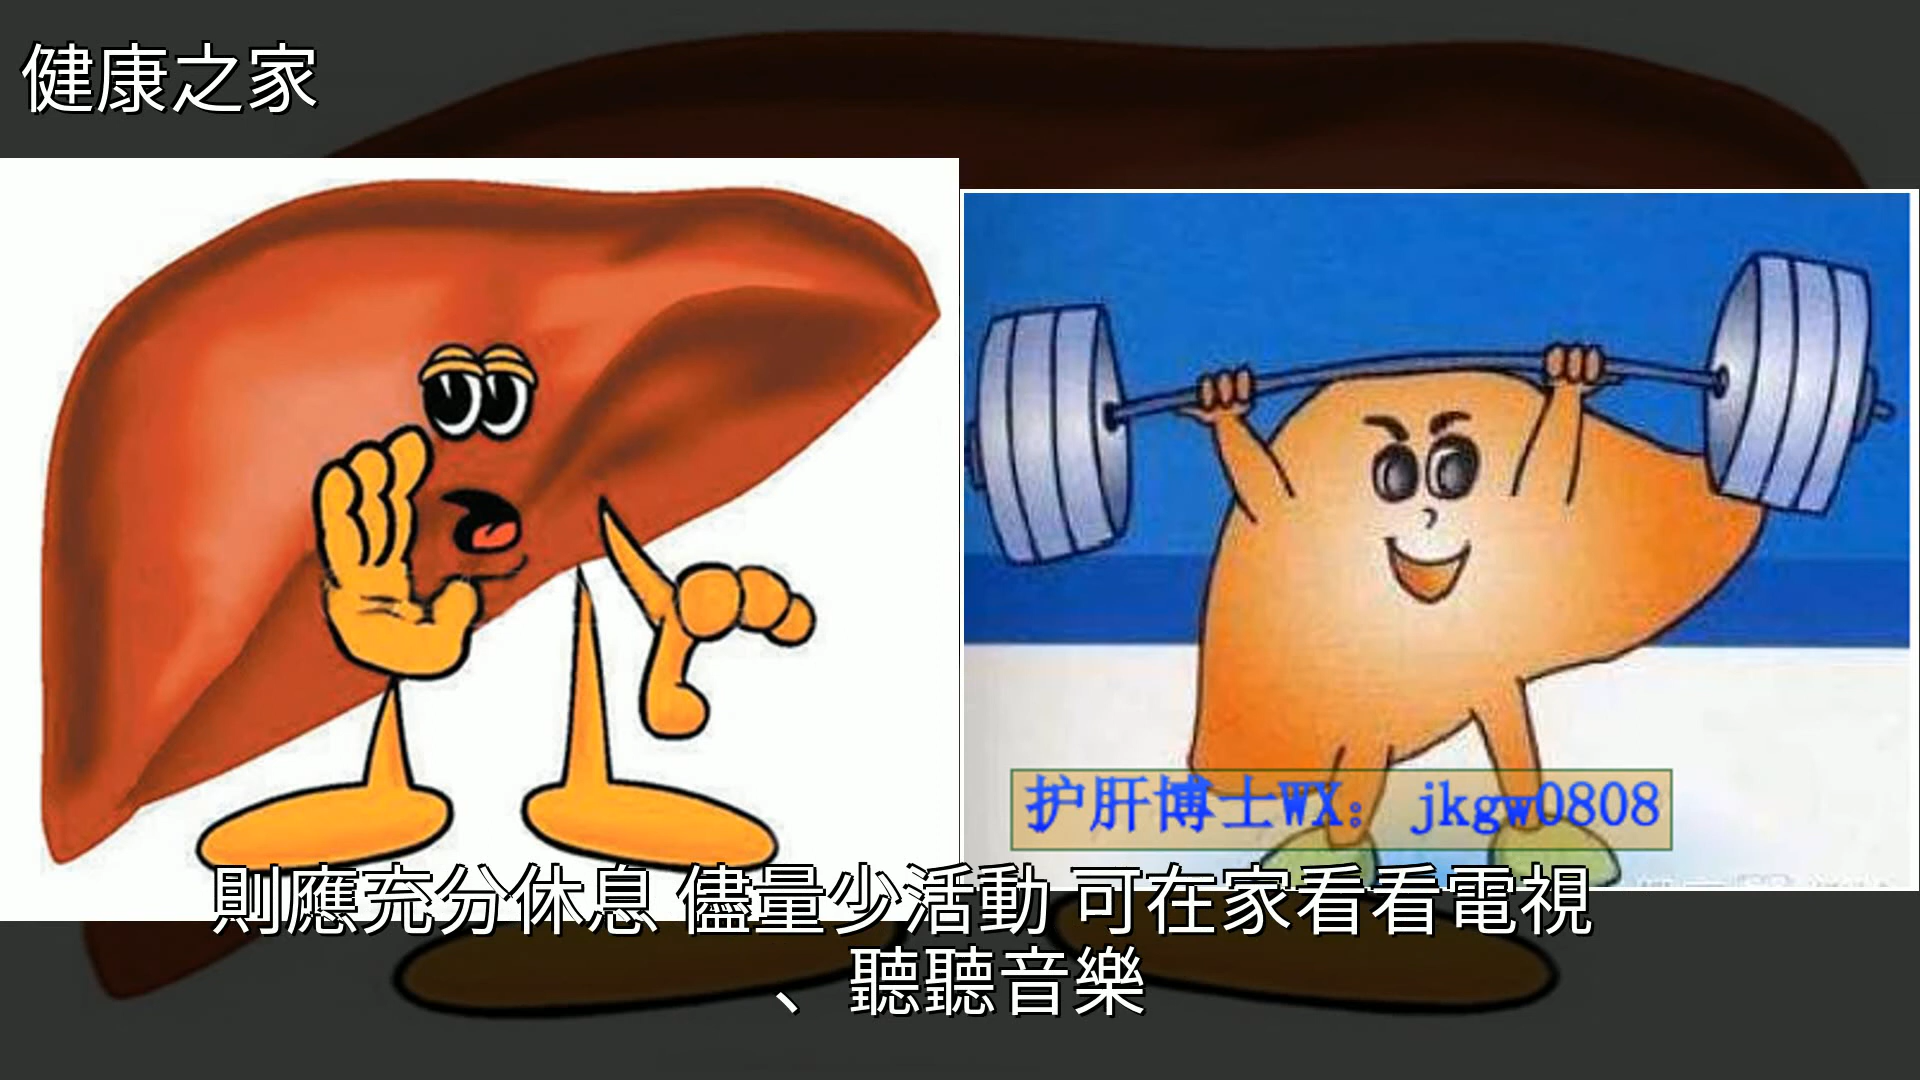 健康之家
护肝博士WX：jkgw0808
則應充分休息 儘量少活動 可在家看看電視
、聽聽音樂